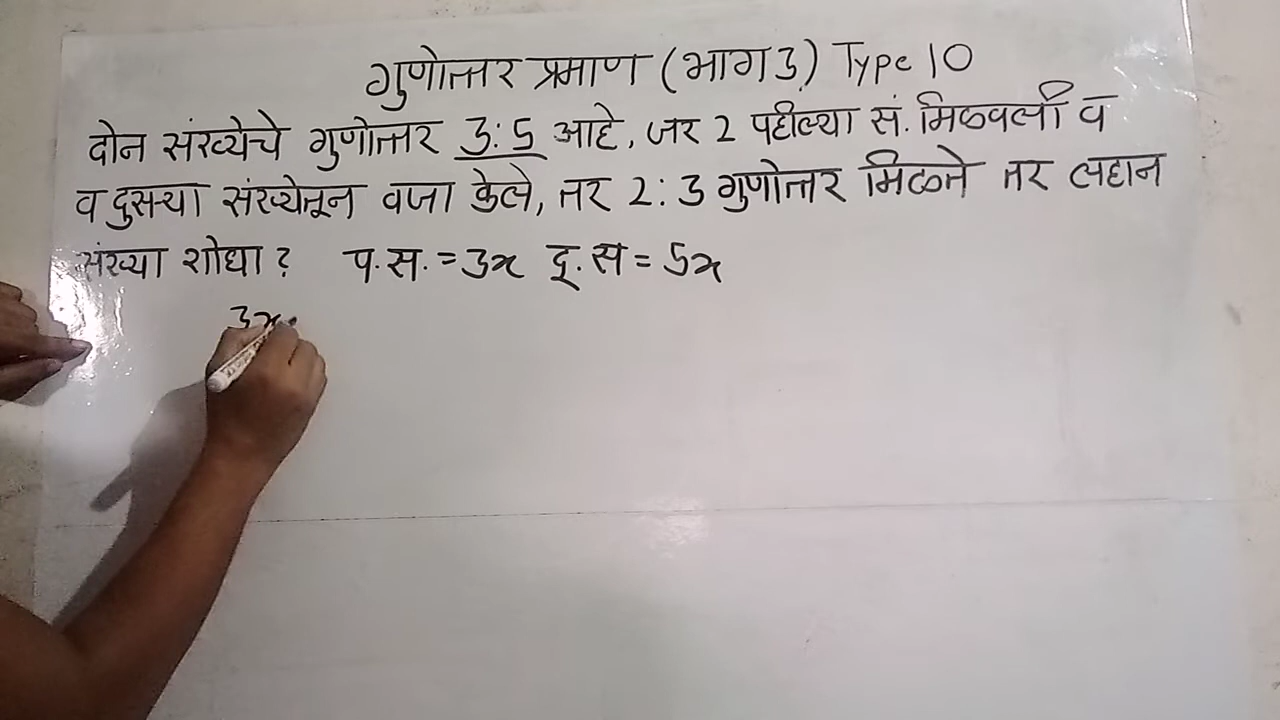 गुणोत्तर प्रमाण (भाग 3) Type 10
दोन संख्येचे गुणोत्तर 3:5 आहे, जर 2 पहील्या सं. मिळवली व
व दुसऱ्या संख्येतून वजा केले, तर 2:3 गुणोत्तर मिळते तर लहान
संख्या शोधा? प.स. = 3x दू.स = 5x
3x